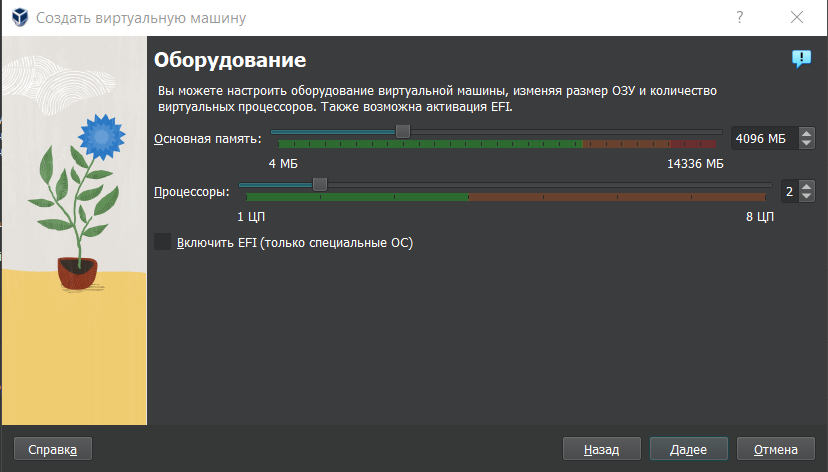 Создать виртуальную машину
Оборудование
Вы можете настроить оборудование виртуальной машины, изменяя размер ОЗУ и количество
виртуальных процессоров. Также возможна активация EFI.
Основная память: 4096 МБ
4 МБ 14336 МБ
Процессоры: 2
1 ЦП 8 ЦП
Включить EFI (только специальные ОС)
Справка Назад Далее Отмена